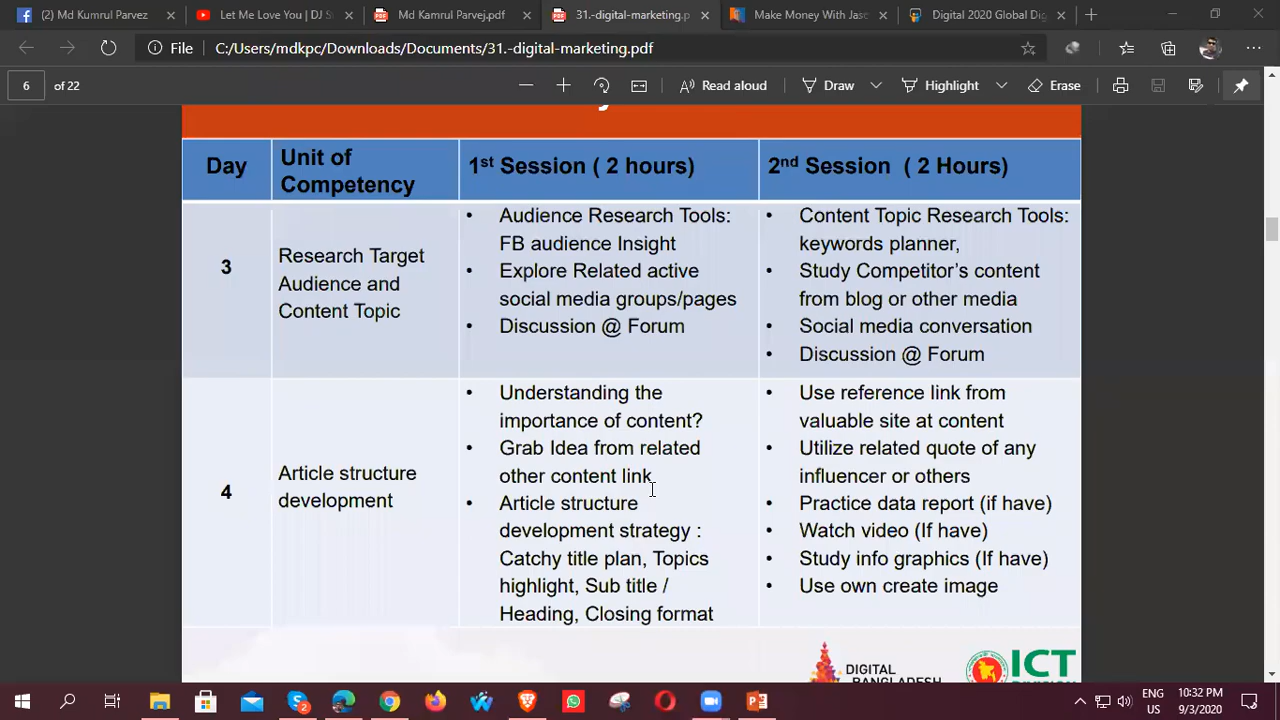 (2) Md Kumrul Parvez
Let Me Love You | DJ S
Md Kamrul Parvej.pdf
31.-digital-marketing.p
Make Money With Jas
Digital 2020 Global Di
File
C:/Users/mdkpc/Downloads/Documents/31.-digital-marketing.pdf
6 of 22
Read aloud
Draw
Highlight
Erase
Day
Unit of
Competency
1st Session ( 2 hours)
2nd Session ( 2 Hours)
3
Research Target
Audience and
Content Topic
• Audience Research Tools:
FB audience Insight
• Explore Related active
social media groups/pages
• Discussion @ Forum
• Content Topic Research Tools:
keywords planner,
• Study Competitor's content
from blog or other media
• Social media conversation
• Discussion @ Forum
4
Article structure
development
• Understanding the
importance of content?
• Grab Idea from related
other content link
• Article structure
development strategy :
Catchy title plan, Topics
highlight, Sub title /
Heading, Closing format
• Use reference link from
valuable site at content
• Utilize related quote of any
influencer or others
• Practice data report (if have)
• Watch video (If have)
• Study info graphics (If have)
• Use own create image
DIGITAL
BANGLADESH
ICT
ENG
US
10:32 PM
9/3/2020